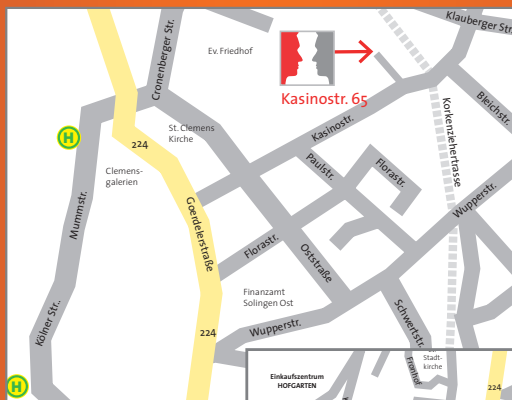 Klauberger Str.
Cronenberger Str.
Ev. Friedhof
Kasinostr. 65
Korkenziehertrasse
Bleichstr.
Kasinostr.
St. Clemens
Kirche
H
224
Paulstr.
Florastr.
Clemens-
galerien
Wupperstr.
Mummstr.
Goerdelerstraße
Florastr.
Oststraße
Finanzamt
Solingen Ost
Kölner Str.
Schwertstr.
224
Wupperstr.
Stadt-
kirche
Fronhof
Einkaufszentrum
HOFGARTEN
H
224